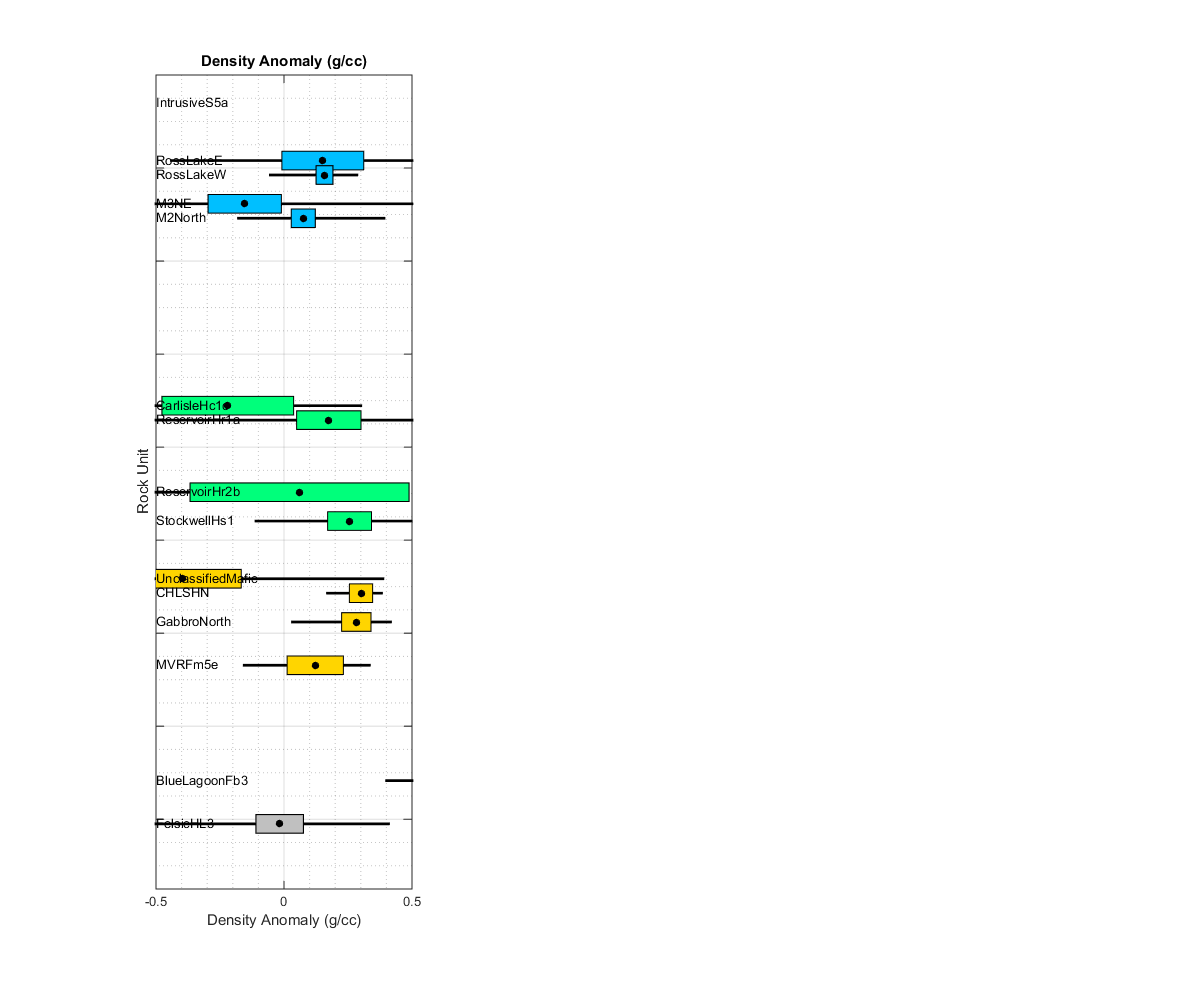 Density Anomaly (g/cc)
IntrusiveS5a
RossLakeE
RossLakeW
M3NE
M2North
CarlisleHc1c
ReservoirHr1a
ReservoirHr2b
StockwellHs1
UnclassifiedMafic
CHLSHN
GabbroNorth
MVRFm5e
BlueLagoonFb3
FelsicHL3
Rock Unit
-0.5 0 0.5
Density Anomaly (g/cc)